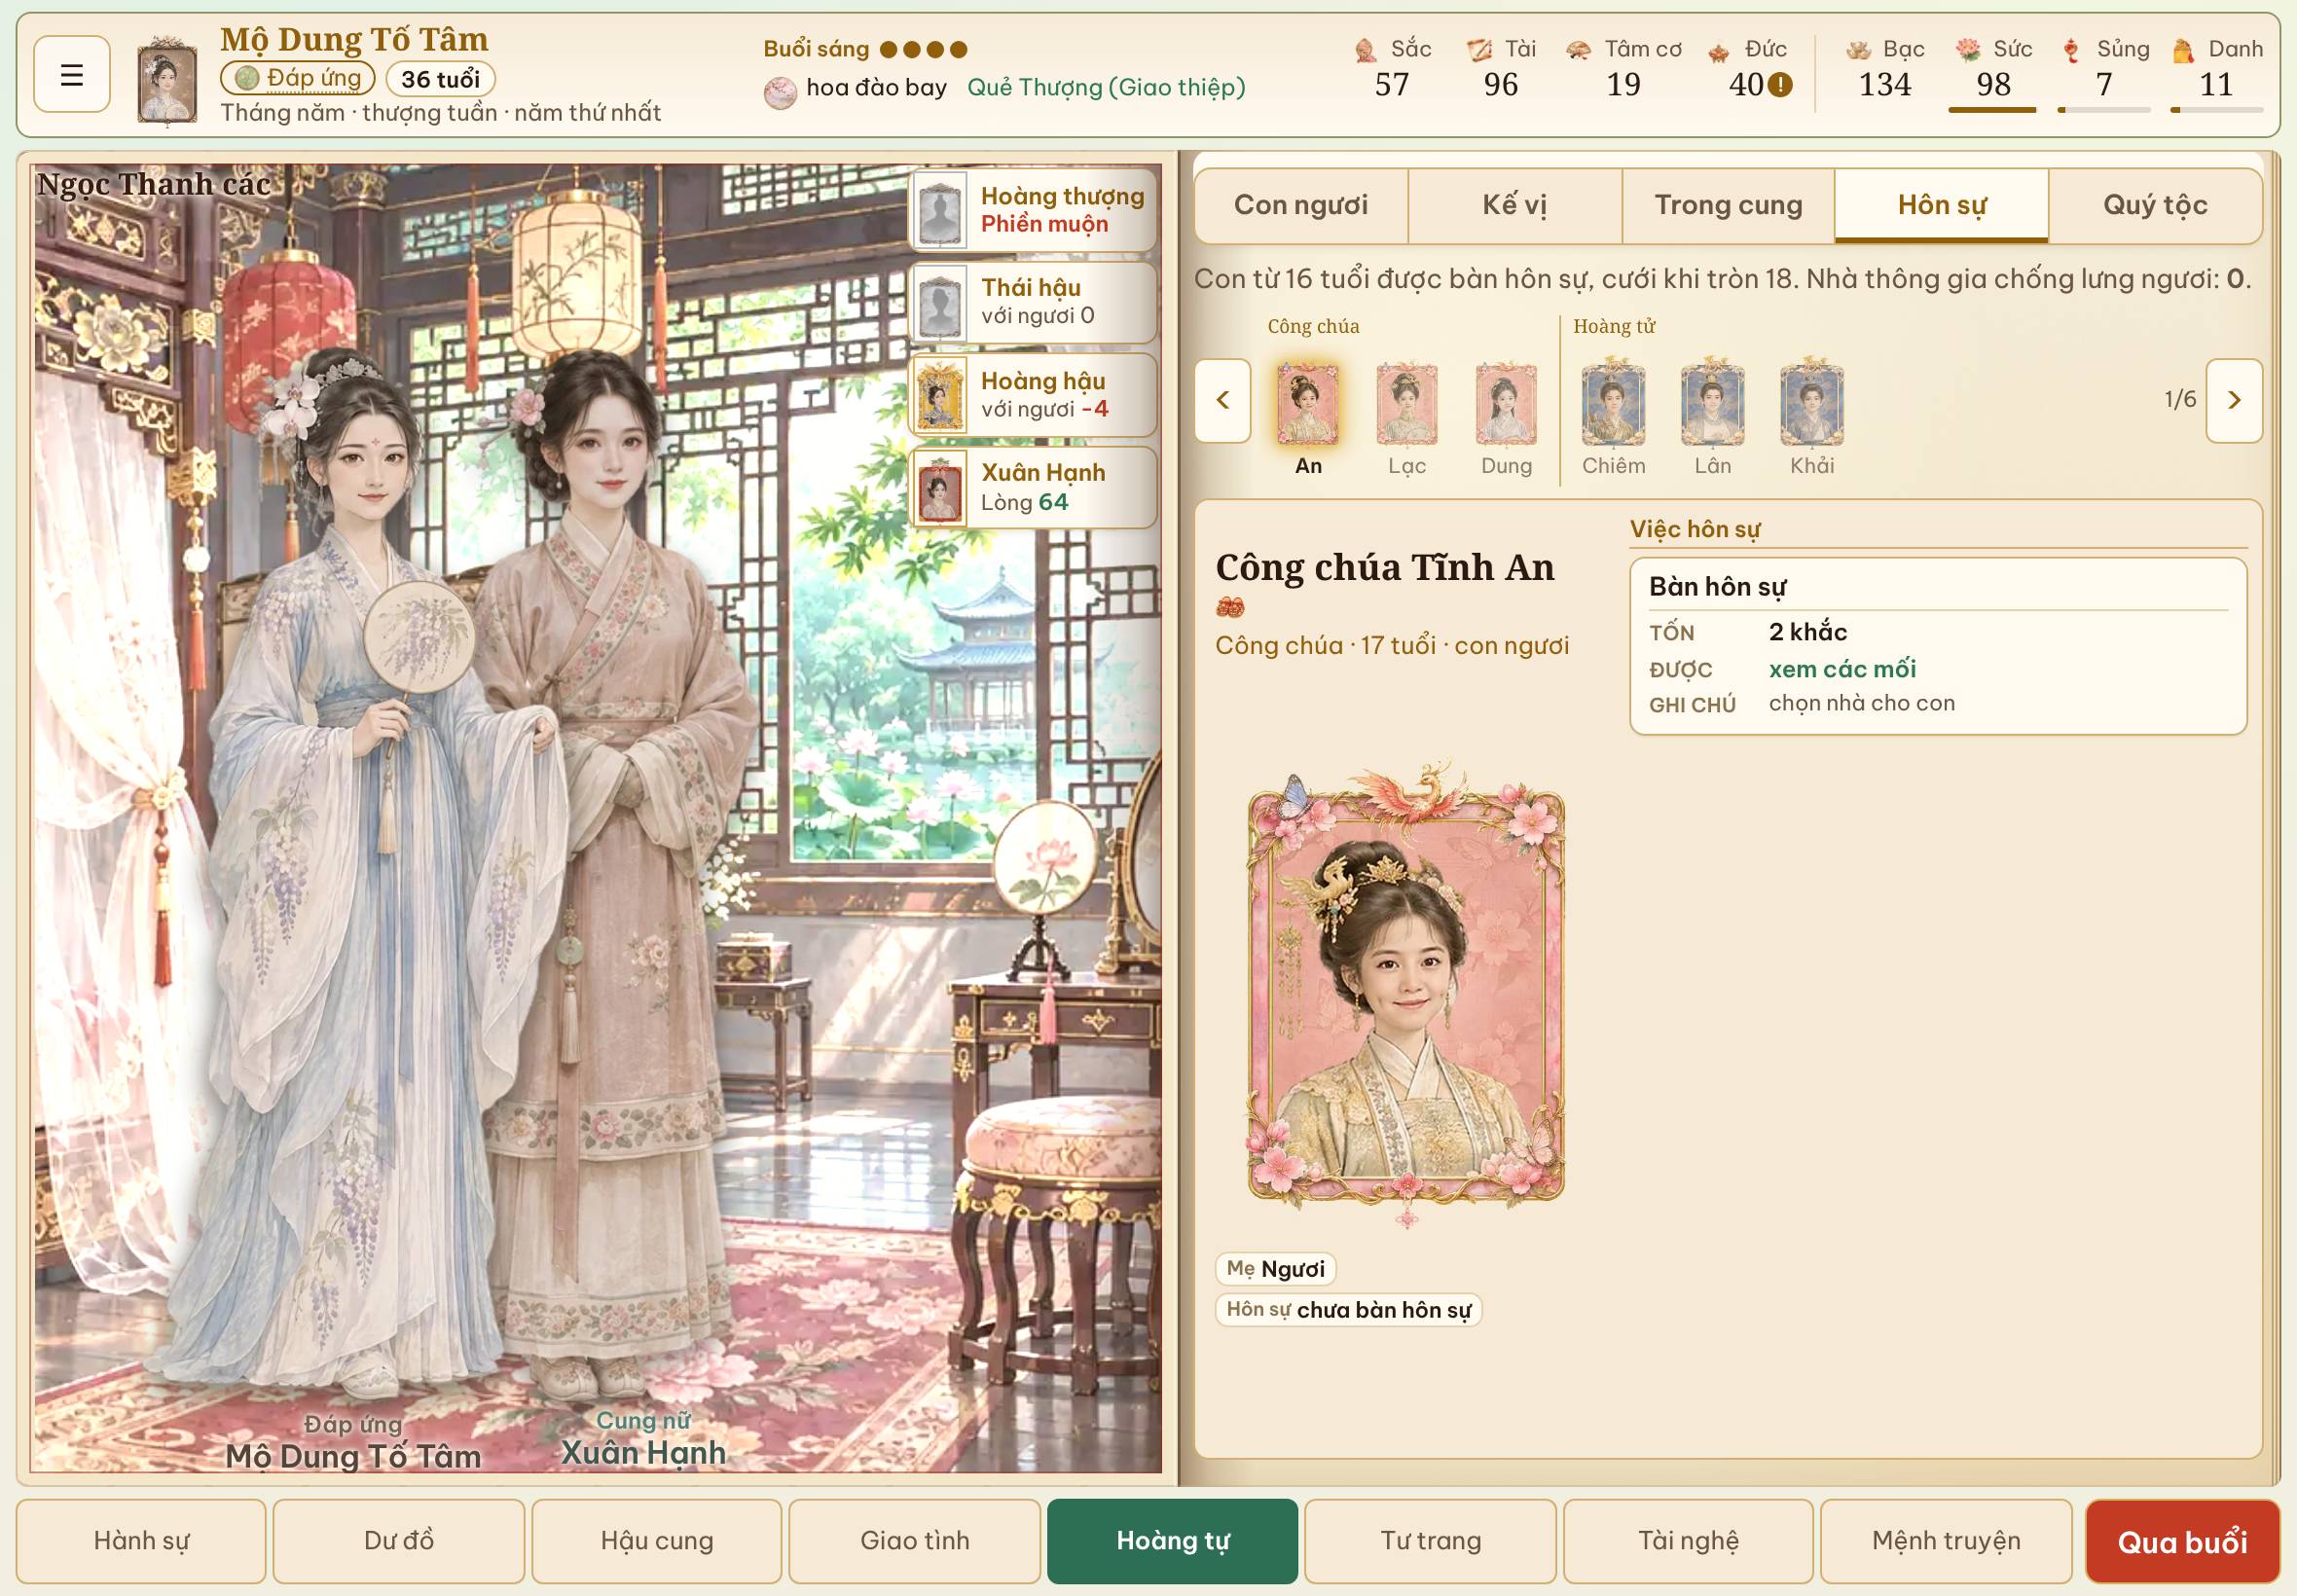 Mộ Dung Tố Tâm
Đáp ứng
36 tuổi
Tháng năm · thượng tuần · năm thứ nhất
Buổi sáng
hoa đào bay
Quẻ Thượng (Giao thiệp)
Sắc
57
Tài
96
Tâm cơ
19
Đức
40
!
Bạc
134
Sức
98
Sủng
7
Danh
11
Ngọc Thanh các
Hoàng thượng
Phiền muộn
Thái hậu
với ngươi 0
Hoàng hậu
với ngươi -4
Xuân Hạnh
Lòng 64
Đáp ứng
Mộ Dung Tố Tâm
Cung nữ
Xuân Hạnh
Con ngươi
Kế vị
Trong cung
Hôn sự
Quý tộc
Con từ 16 tuổi được bàn hôn sự, cưới khi tròn 18. Nhà thông gia chống lưng ngươi: 0.
Công chúa
Hoàng tử
An
Lạc
Dung
Chiêm
Lân
Khải
1/6
Công chúa Tĩnh An
Công chúa · 17 tuổi · con ngươi
Mẹ Ngươi
Hôn sự chưa bàn hôn sự
Việc hôn sự
Bàn hôn sự
TỐN 2 khắc
ĐƯỢC xem các mối
GHI CHÚ chọn nhà cho con
Hành sự
Dư đồ
Hậu cung
Giao tình
Hoàng tự
Tư trang
Tài nghệ
Mệnh truyện
Qua buổi